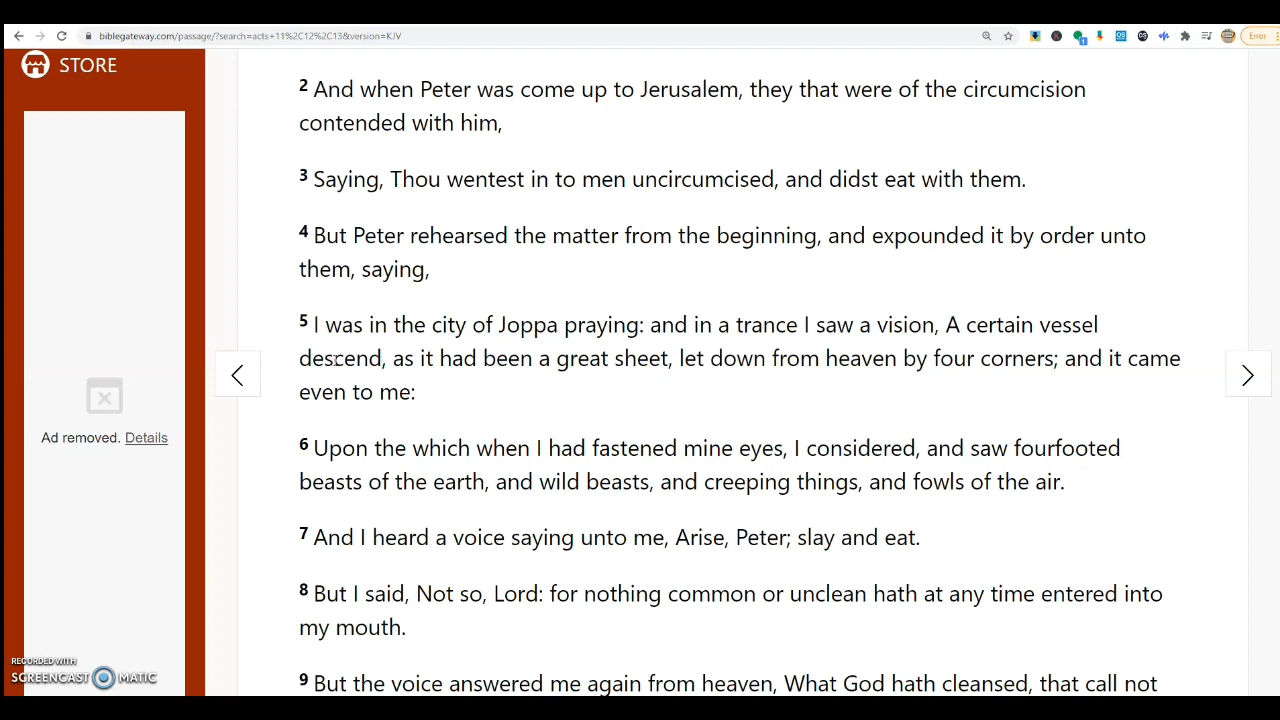 biblegateway.com/passage/?search=acts+11%2C12%2C13&version=KJV
Error
STORE
2 And when Peter was come up to Jerusalem, they that were of the circumcision
contended with him,
3 Saying, Thou wentest in to men uncircumcised, and didst eat with them.
4 But Peter rehearsed the matter from the beginning, and expounded it by order unto
them, saying,
5 I was in the city of Joppa praying: and in a trance I saw a vision, A certain vessel
descend, as it had been a great sheet, let down from heaven by four corners; and it came
even to me:
Ad removed. Details
6 Upon the which when I had fastened mine eyes, I considered, and saw fourfooted
beasts of the earth, and wild beasts, and creeping things, and fowls of the air.
7 And I heard a voice saying unto me, Arise, Peter; slay and eat.
8 But I said, Not so, Lord: for nothing common or unclean hath at any time entered into
my mouth.
9 But the voice answered me again from heaven, What God hath cleansed, that call not
RECORDED WITH
SCREENCAST MATIC